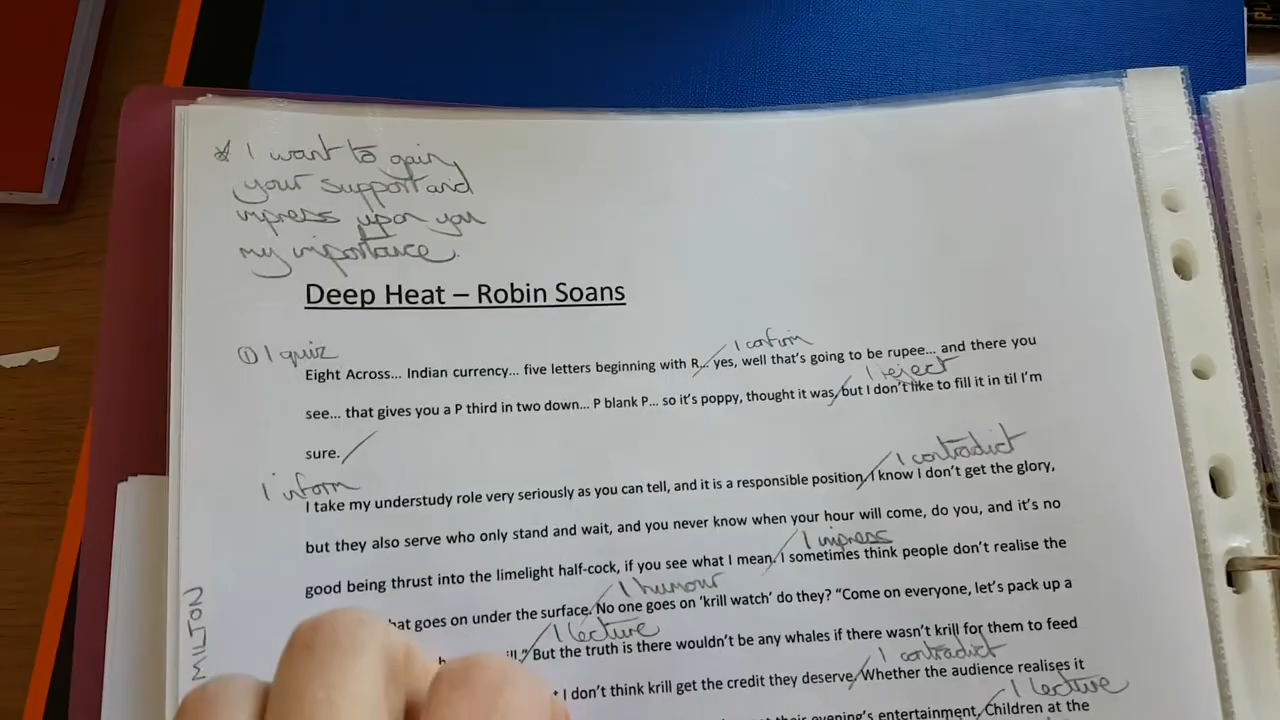 * I want to gain
your support and
impress upon you
my importance.
Deep Heat – Robin Soans
① I quiz
I confirm
Eight Across... Indian currency... five letters beginning with R... yes, well that's going to be rupee... and there you
I reject
see... that gives you a P third in two down... P blank P... so it's poppy, thought it was, but I don't like to fill it in til I'm
sure.
I contradict
I inform
I take my understudy role very seriously as you can tell, and it is a responsible position, I know I don't get the glory,
but they also serve who only stand and wait, and you never know when your hour will come, do you, and it's no
I impress
good being thrust into the limelight half-cock, if you see what I mean. I sometimes think people don't realise the
I humour
goes on under the surface. No one goes on 'krill watch' do they? "Come on everyone, let's pack up a
I lecture
But the truth is there wouldn't be any whales if there wasn't krill for them to feed
I contradict
I don't think krill get the credit they deserve. Whether the audience realises it
I lecture
evening's entertainment. Children at the
MILTON